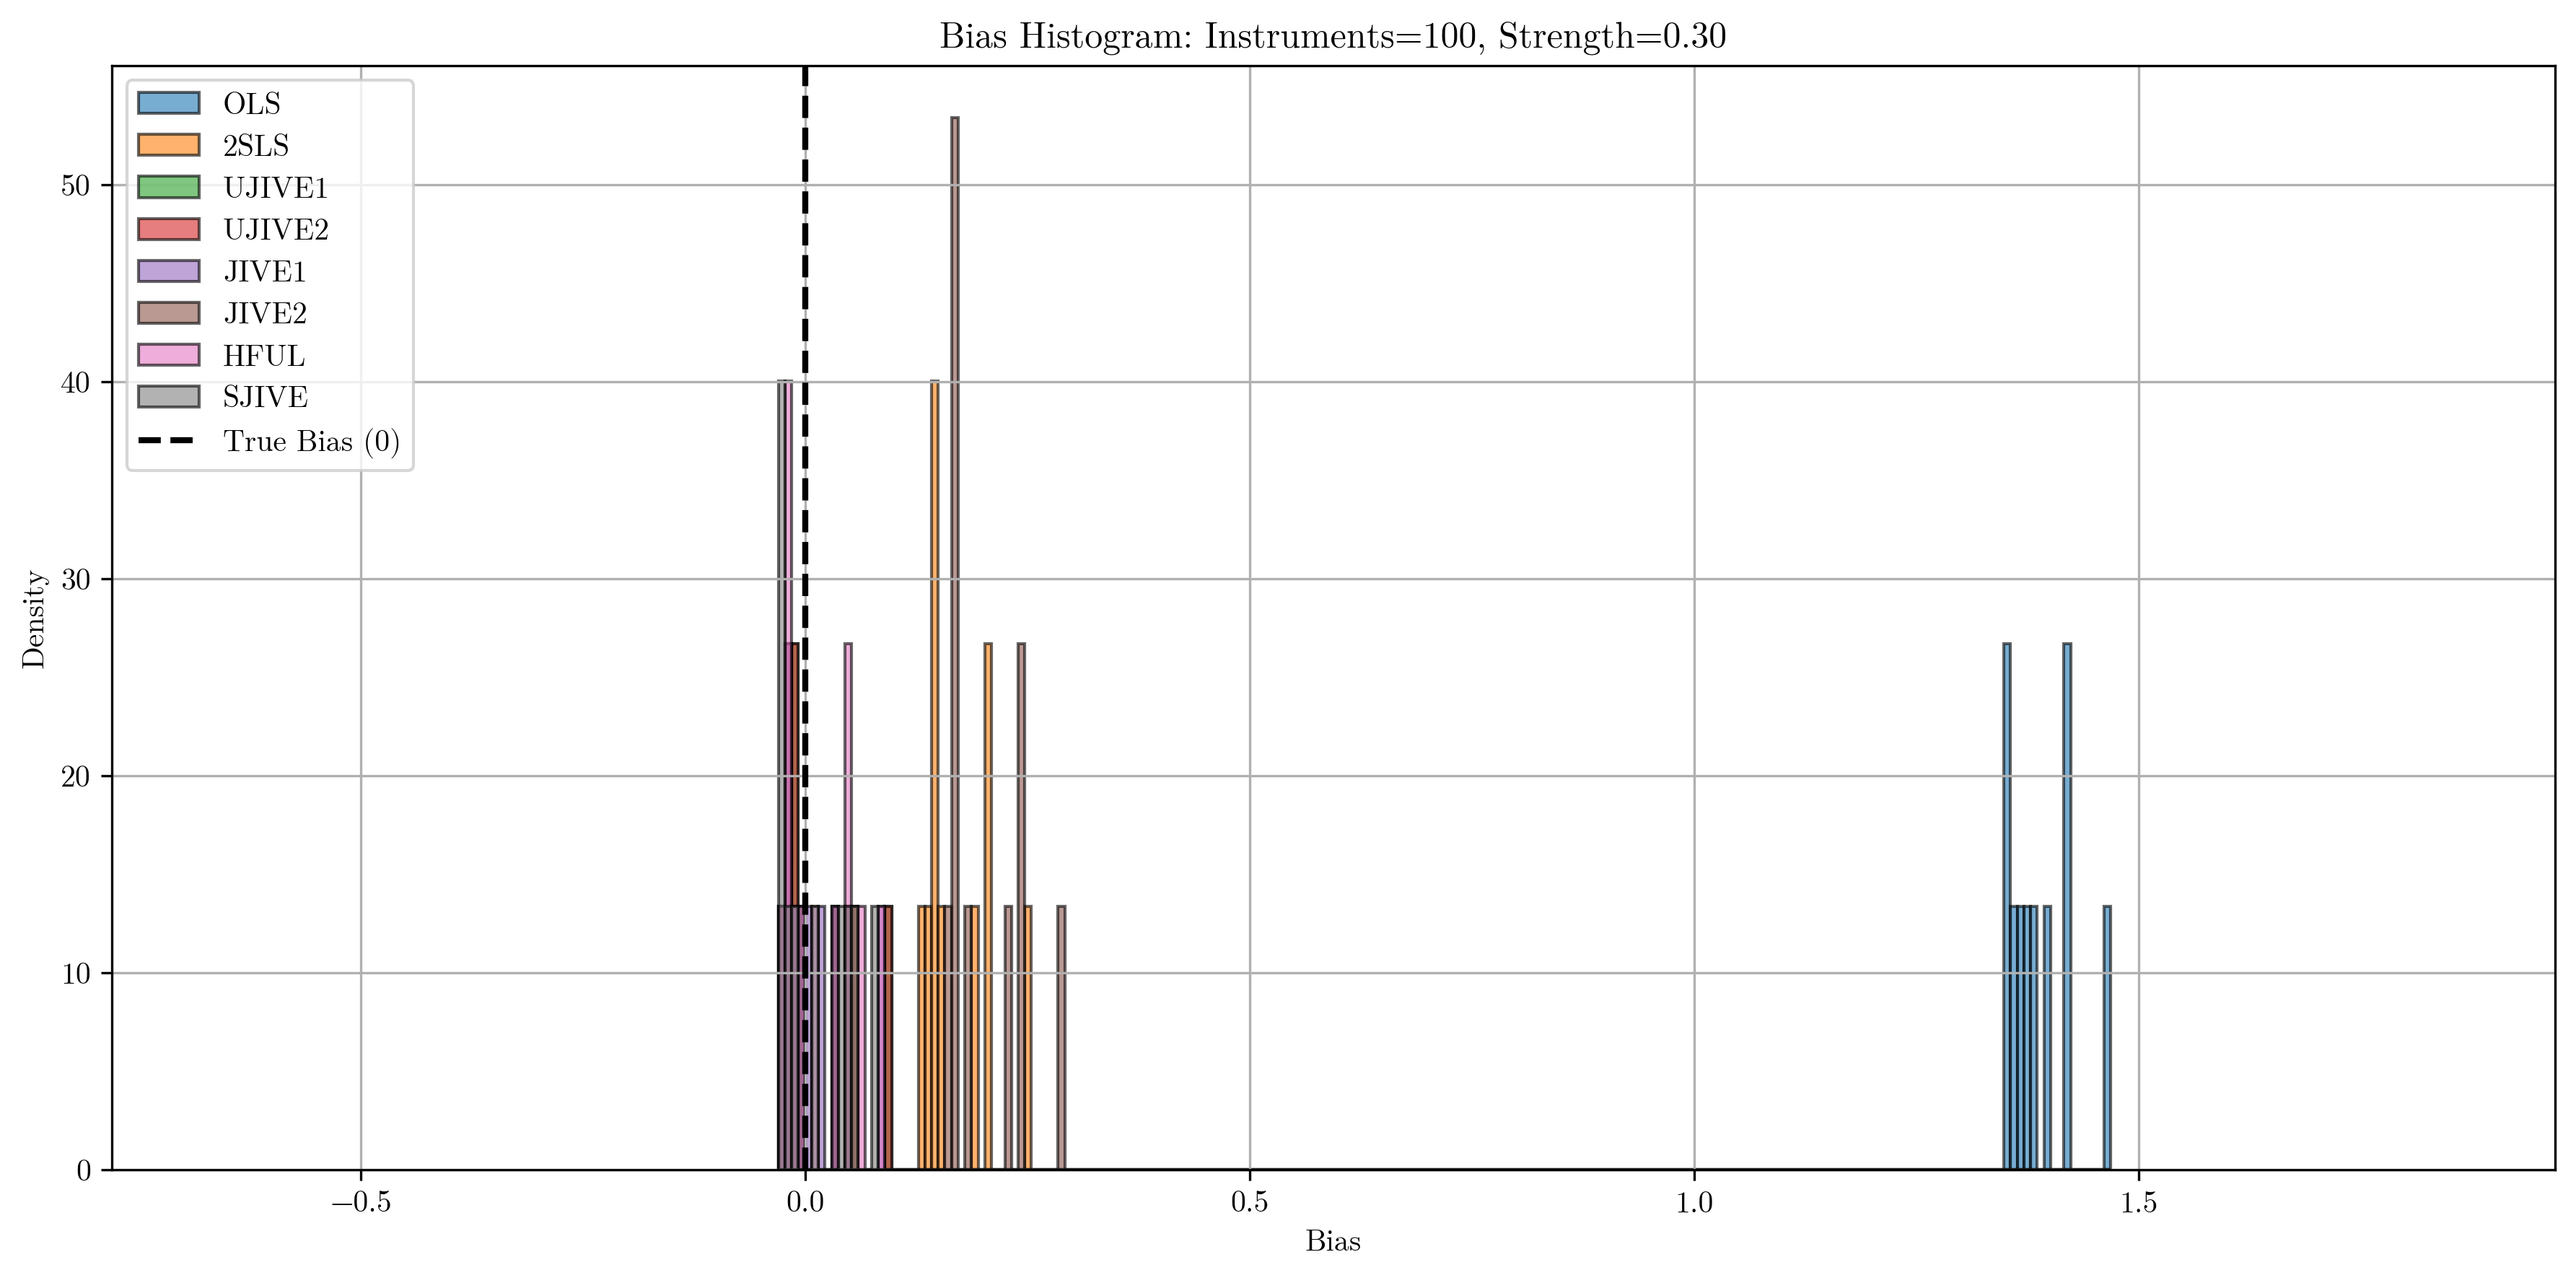 Bias Histogram: Instruments=100, Strength=0.30
OLS
2SLS
UJIVE1
UJIVE2
JIVE1
JIVE2
HFUL
SJIVE
True Bias (0)
Density
50
40
30
20
10
0
−0.5
0.0
0.5
1.0
1.5
Bias